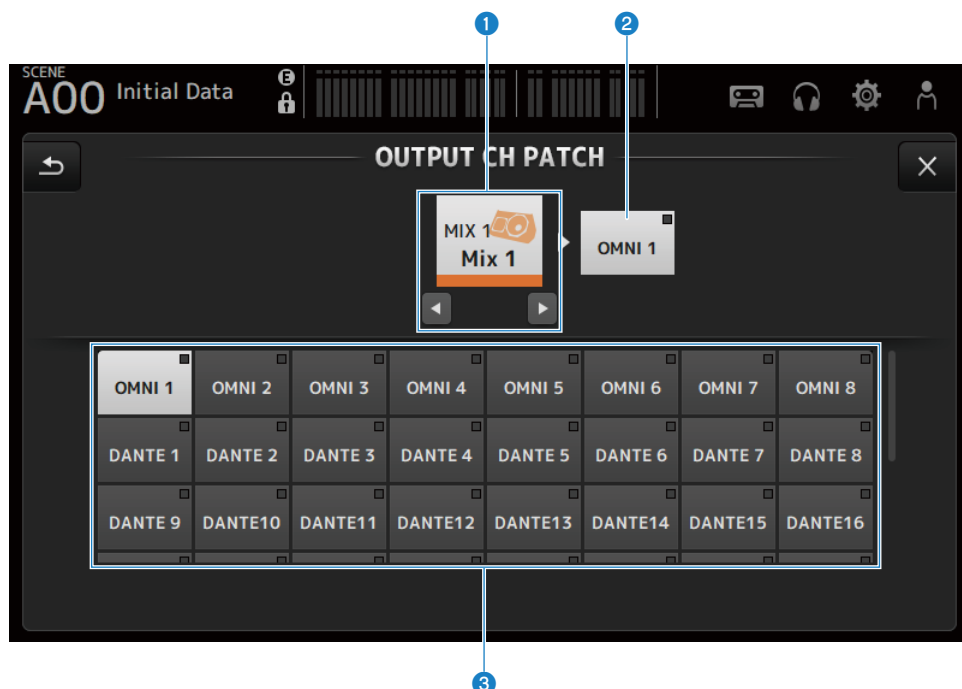 1 2
SCENE
A00 Initial Data E
OUTPUT CH PATCH
MIX 1
Mix 1
OMNI 1
OMNI 1 OMNI 2 OMNI 3 OMNI 4 OMNI 5 OMNI 6 OMNI 7 OMNI 8
DANTE 1 DANTE 2 DANTE 3 DANTE 4 DANTE 5 DANTE 6 DANTE 7 DANTE 8
DANTE 9 DANTE10 DANTE11 DANTE12 DANTE13 DANTE14 DANTE15 DANTE16
3